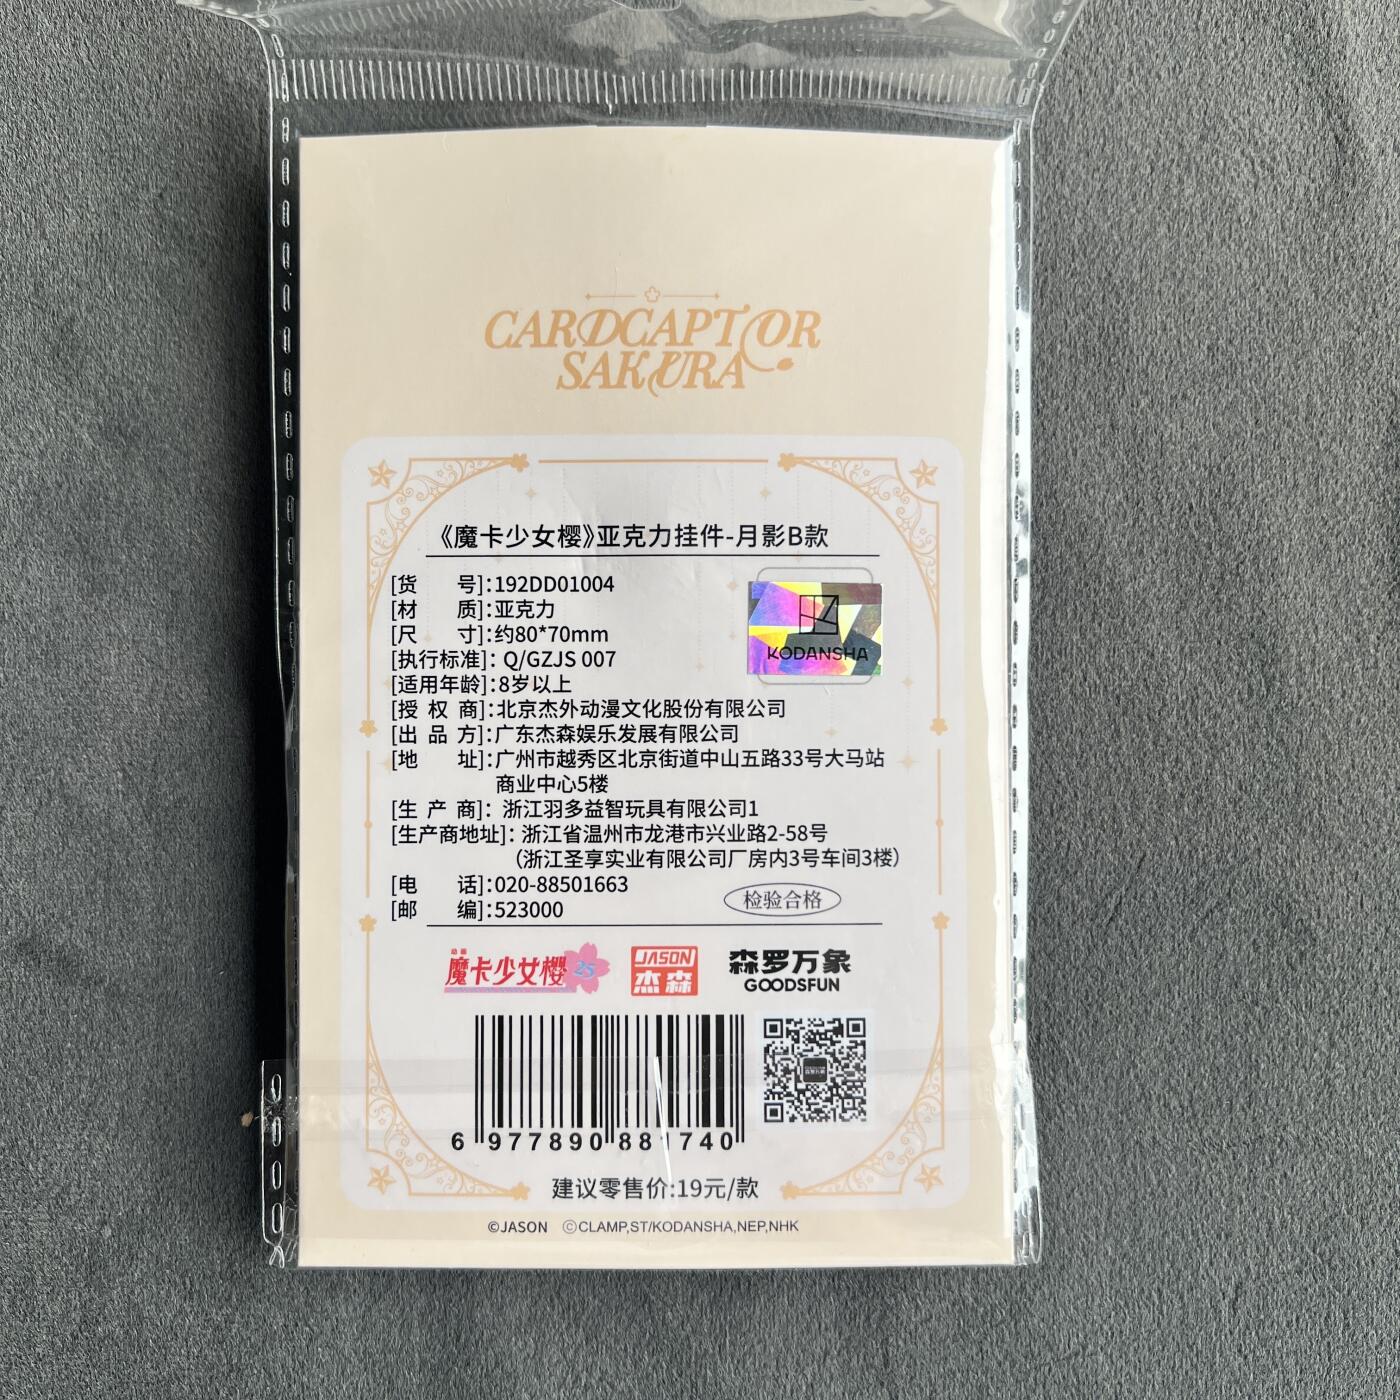 CARDCAPTOR
SAKURA
《魔卡少女樱》亚克力挂件-月影B款
[货 号]:192DD01004
[材 质]:亚克力
[尺 寸]:约80*70mm
[执行标准]: Q/GZJS 007
[适用年龄]:8岁以上
KODANSHA
[授 权 商]:北京杰外动漫文化股份有限公司
[出 品 方]:广东杰森娱乐发展有限公司
[地 址]:广州市越秀区北京街道中山五路33号大马站
商业中心5楼
[生 产 商]: 浙江羽多益智玩具有限公司1
[生产商地址]: 浙江省温州市龙港市兴业路2-58号
(浙江圣享实业有限公司厂房内3号车间3楼)
[电 话]:020-88501663
[邮 编]:523000
检验合格
动画
魔卡少女樱 25
JASON
杰森
森罗万象
GOODSFUN
6 977890 881740
建议零售价:19元/款
©JASON ©CLAMP,ST/KODANSHA,NEP,NHK